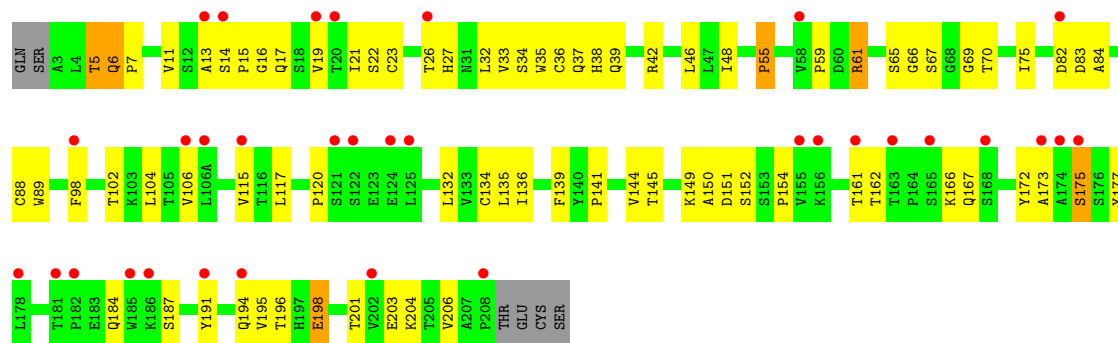 GLN SER A3 L4 T5 Q6 P7 V11 S12 A13 S14 P15 G16 Q17 S18 V19 T20 I21 S22 C23 T26 H27 N31 L32 V33 S34 W35 C36 Q37 H38 Q39 R42 L46 L47 I48 P55 V58 P59 D60 R61 S65 G66 S67 G68 G69 T70 I75 D82 D83 A84
C88 W89 F98 T102 K103 L104 T105 V106 L106A V115 T116 L117 P120 S121 S122 E123 E124 L125 L132 V133 C134 L135 I136 F139 Y140 P141 V144 T145 K149 A150 D151 S152 S153 P154 V155 K156 T161 T162 T163 P164 S165 K166 Q167 S168 Y172 A173 A174 S175 S176 Y177
L178 T181 P182 E183 Q184 W185 K186 S187 Y191 Q194 V195 T196 H197 E198 T201 V202 E203 K204 T205 V206 A207 P208 THR GLU CYS SER